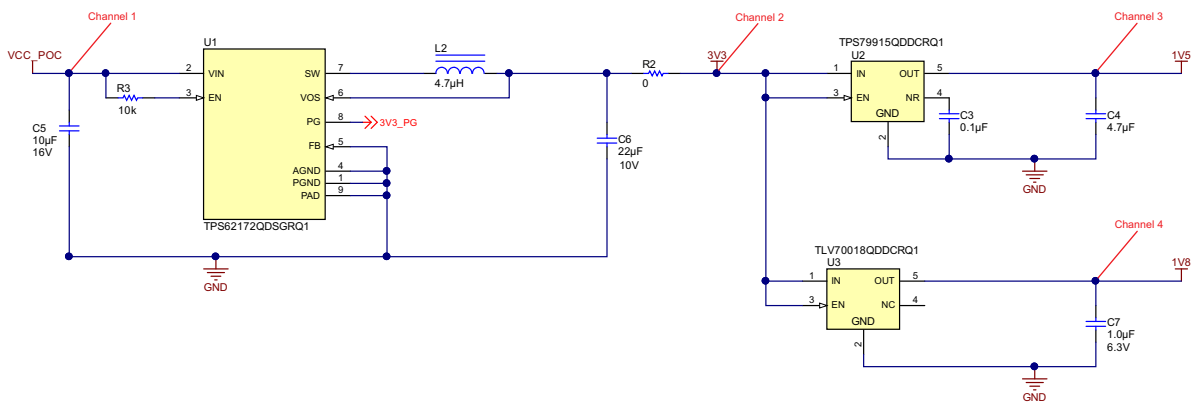 Channel 1
Channel 2
Channel 3
VCC_POC
U1
L2
R2
3V3
TPS79915QDDCRQ1
U2
1V5
2 VIN
SW 7
4.7µH
0
1 IN
OUT 5
R3
10k
3 EN
VOS 6
3 EN
NR 4
PG 8
3V3_PG
GND
C3
0.1µF
C4
4.7µF
C5
10µF
16V
FB 5
C6
22µF
10V
2
AGND 4
PGND 1
PAD 9
GND
TPS62172QDSGRQ1
Channel 4
TLV70018QDDCRQ1
U3
1V8
GND
1 IN
OUT 5
3 EN
NC 4
GND
C7
1.0µF
6.3V
2
GND